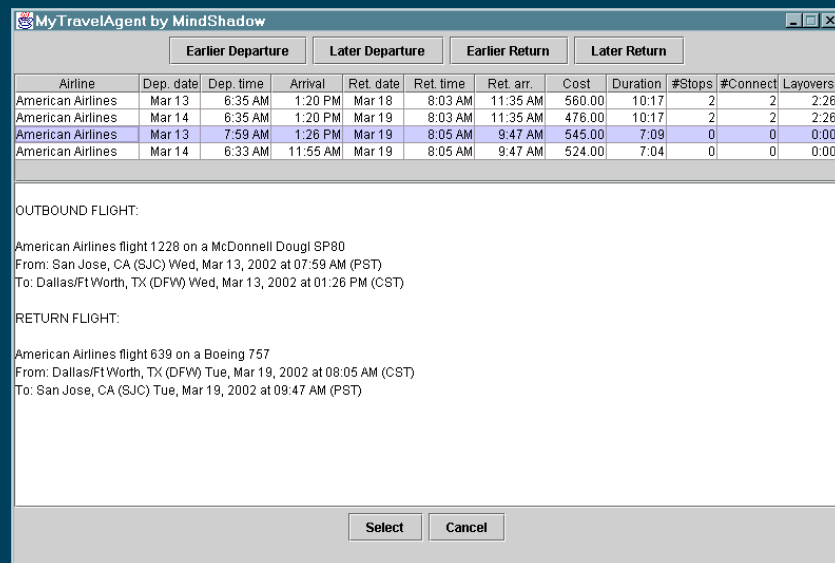 MyTravelAgent by MindShadow
Earlier Departure Later Departure Earlier Return Later Return
Airline Dep. date Dep. time Arrival Ret. date Ret. time Ret. arr. Cost Duration #Stops #Connect Layovers
American Airlines Mar 13 6:35 AM 1:20 PM Mar 18 8:03 AM 11:35 AM 560.00 10:17 2 2 2:26
American Airlines Mar 14 6:35 AM 1:20 PM Mar 19 8:03 AM 11:35 AM 476.00 10:17 2 2 2:26
American Airlines Mar 13 7:59 AM 1:26 PM Mar 19 8:05 AM 9:47 AM 545.00 7:09 0 0 0:00
American Airlines Mar 14 6:33 AM 11:55 AM Mar 19 8:05 AM 9:47 AM 524.00 7:04 0 0 0:00
OUTBOUND FLIGHT:
American Airlines flight 1228 on a McDonnell Dougl SP80
From: San Jose, CA (SJC) Wed, Mar 13, 2002 at 07:59 AM (PST)
To: Dallas/Ft Worth, TX (DFW) Wed, Mar 13, 2002 at 01:26 PM (CST)
RETURN FLIGHT:
American Airlines flight 639 on a Boeing 757
From: Dallas/Ft Worth, TX (DFW) Tue, Mar 19, 2002 at 08:05 AM (CST)
To: San Jose, CA (SJC) Tue, Mar 19, 2002 at 09:47 AM (PST)
Select Cancel